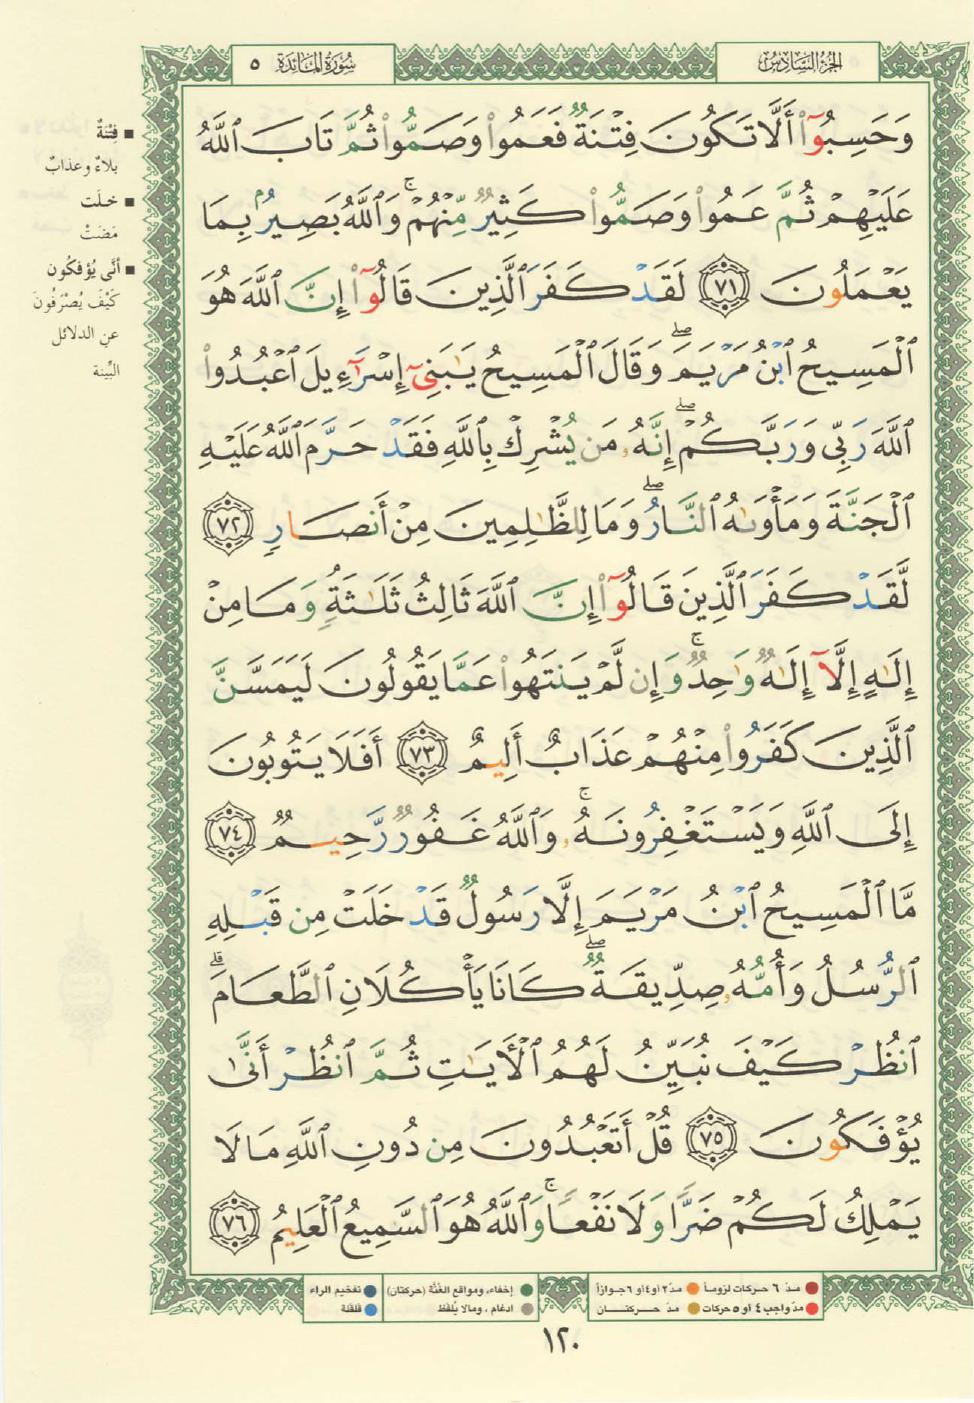 سورة المائدة ٥
الجزء السادس
وَحَسِبُوٓا۟ أَلَّا تَكُونَ فِتْنَةٌ فَعَمُوا۟ وَصَمُّوا۟ ثُمَّ تَابَ ٱللَّهُ
عَلَيْهِمْ ثُمَّ عَمُوا۟ وَصَمُّوا۟ كَثِيرٌ مِّنْهُمْ ۚ وَٱللَّهُ بَصِيرٌۢ بِمَا
يَعْمَلُونَ ٧١ لَقَدْ كَفَرَ ٱلَّذِينَ قَالُوٓا۟ إِنَّ ٱللَّهَ هُوَ
ٱلْمَسِيحُ ٱبْنُ مَرْيَمَ ۖ وَقَالَ ٱلْمَسِيحُ يَـٰبَنِىٓ إِسْرَٰٓءِيلَ ٱعْبُدُوا۟
ٱللَّهَ رَبِّى وَرَبَّكُمْ ۖ إِنَّهُۥ مَن يُشْرِكْ بِٱللَّهِ فَقَدْ حَرَّمَ ٱللَّهُ عَلَيْهِ
ٱلْجَنَّةَ وَمَأْوَىٰهُ ٱلنَّارُ ۖ وَمَا لِلظَّـٰلِمِينَ مِنْ أَنصَارٍ ٧٢
لَّقَدْ كَفَرَ ٱلَّذِينَ قَالُوٓا۟ إِنَّ ٱللَّهَ ثَالِثُ ثَلَـٰثَةٍ وَمَا مِنْ
إِلَـٰهٍ إِلَّآ إِلَـٰهٌ وَٰحِدٌ ۚ وَإِن لَّمْ يَنتَهُوا۟ عَمَّا يَقُولُونَ لَيَمَسَّنَّ
ٱلَّذِينَ كَفَرُوا۟ مِنْهُمْ عَذَابٌ أَلِيمٌ ٧٣ أَفَلَا يَتُوبُونَ
إِلَى ٱللَّهِ وَيَسْتَغْفِرُونَهُۥ ۚ وَٱللَّهُ غَفُورٌ رَّحِيمٌ ٧٤
مَّا ٱلْمَسِيحُ ٱبْنُ مَرْيَمَ إِلَّا رَسُولٌ قَدْ خَلَتْ مِن قَبْلِهِ
ٱلرُّسُلُ وَأُمُّهُۥ صِدِّيقَةٌ ۖ كَانَا يَأْكُلَانِ ٱلطَّعَامَ ۗ
ٱنظُرْ كَيْفَ نُبَيِّنُ لَهُمُ ٱلْـَٔايَـٰتِ ثُمَّ ٱنظُرْ أَنَّىٰ
يُؤْفَكُونَ ٧٥ قُلْ أَتَعْبُدُونَ مِن دُونِ ٱللَّهِ مَا لَا
يَمْلِكُ لَكُمْ ضَرًّا وَلَا نَفْعًا ۚ وَٱللَّهُ هُوَ ٱلسَّمِيعُ ٱلْعَلِيمُ ٧٦
■ فِتْنَةٌ
بلاءٌ وعذابٌ
■ خَلَت
مَضَتْ
■ أنَّى يُؤْفكُون
كَيْفَ يُصْرَفُونَ
عنِ الدلائل
البيِّنة
مدّ ٦ حركات لزوماً
مدّ ٢ أو ٤ أو ٦ جوازاً
مدّ واجب ٤ أو ٥ حركات
مدّ حركتان
إخفاء، ومواقع الغُنَّة (حركتان)
ادغام ، ومالا يُلفظ
تفخيم الراء
قلقلة
١٢٠